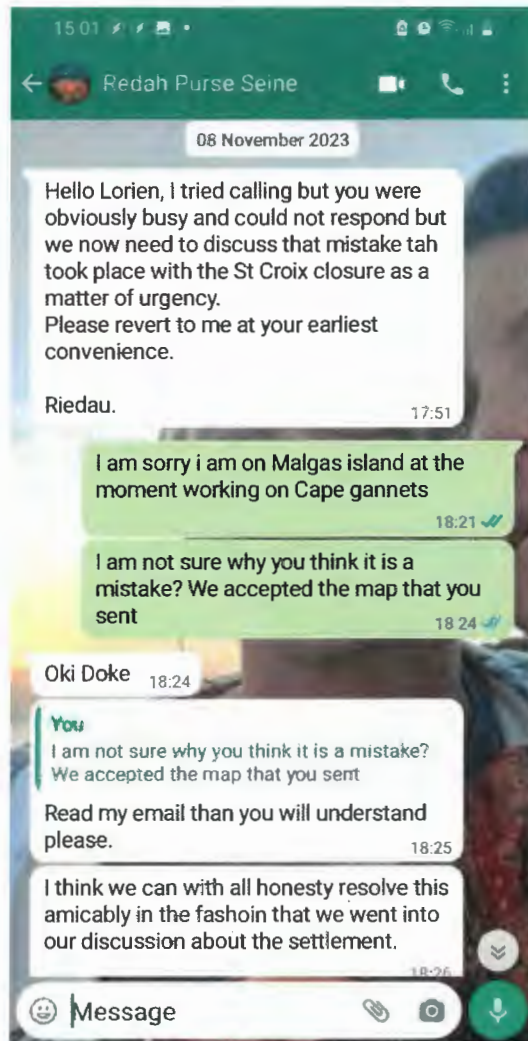 15:01
Redah Purse Seine
08 November 2023
Hello Lorien, I tried calling but you were
obviously busy and could not respond but
we now need to discuss that mistake tah
took place with the St Croix closure as a
matter of urgency.
Please revert to me at your earliest
convenience.
Riedau.
17:51
I am sorry i am on Malgas island at the
moment working on Cape gannets
18:21
I am not sure why you think it is a
mistake? We accepted the map that you
sent
18:24
Oki Doke
18:24
You
I am not sure why you think it is a mistake?
We accepted the map that you sent
Read my email than you will understand
please.
18:25
I think we can with all honesty resolve this
amicably in the fashoin that we went into
our discussion about the settlement.
18:26
Message